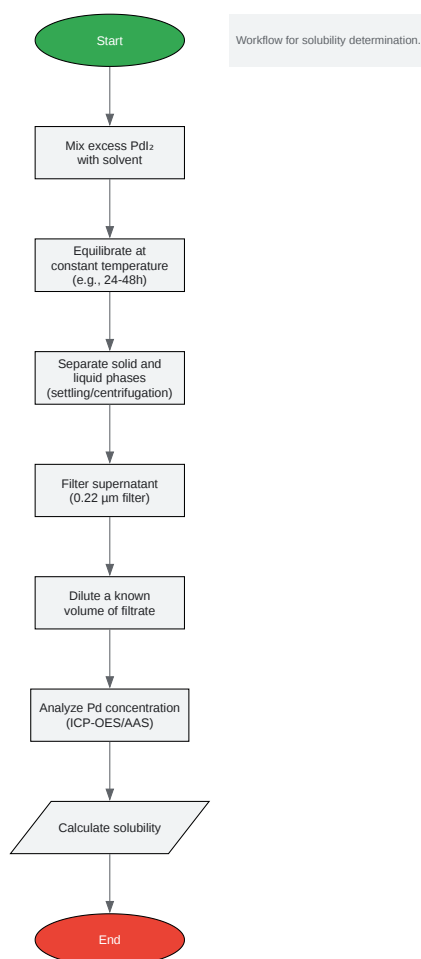 Start
Workflow for solubility determination.
Mix excess PdI₂
with solvent
Equilibrate at
constant temperature
(e.g., 24-48h)
Separate solid and
liquid phases
(settling/centrifugation)
Filter supernatant
(0.22 µm filter)
Dilute a known
volume of filtrate
Analyze Pd concentration
(ICP-OES/AAS)
Calculate solubility
End